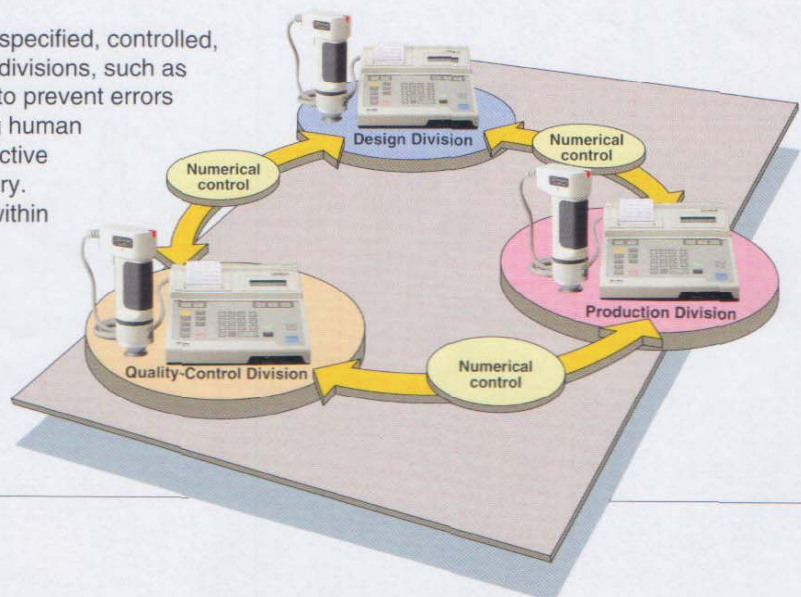 specified, controlled,
divisions, such as
to prevent errors
human
ctive
ry.
within
Design Division
Numerical
control
Numerical
control
Production Division
Quality-Control Division
Numerical
control